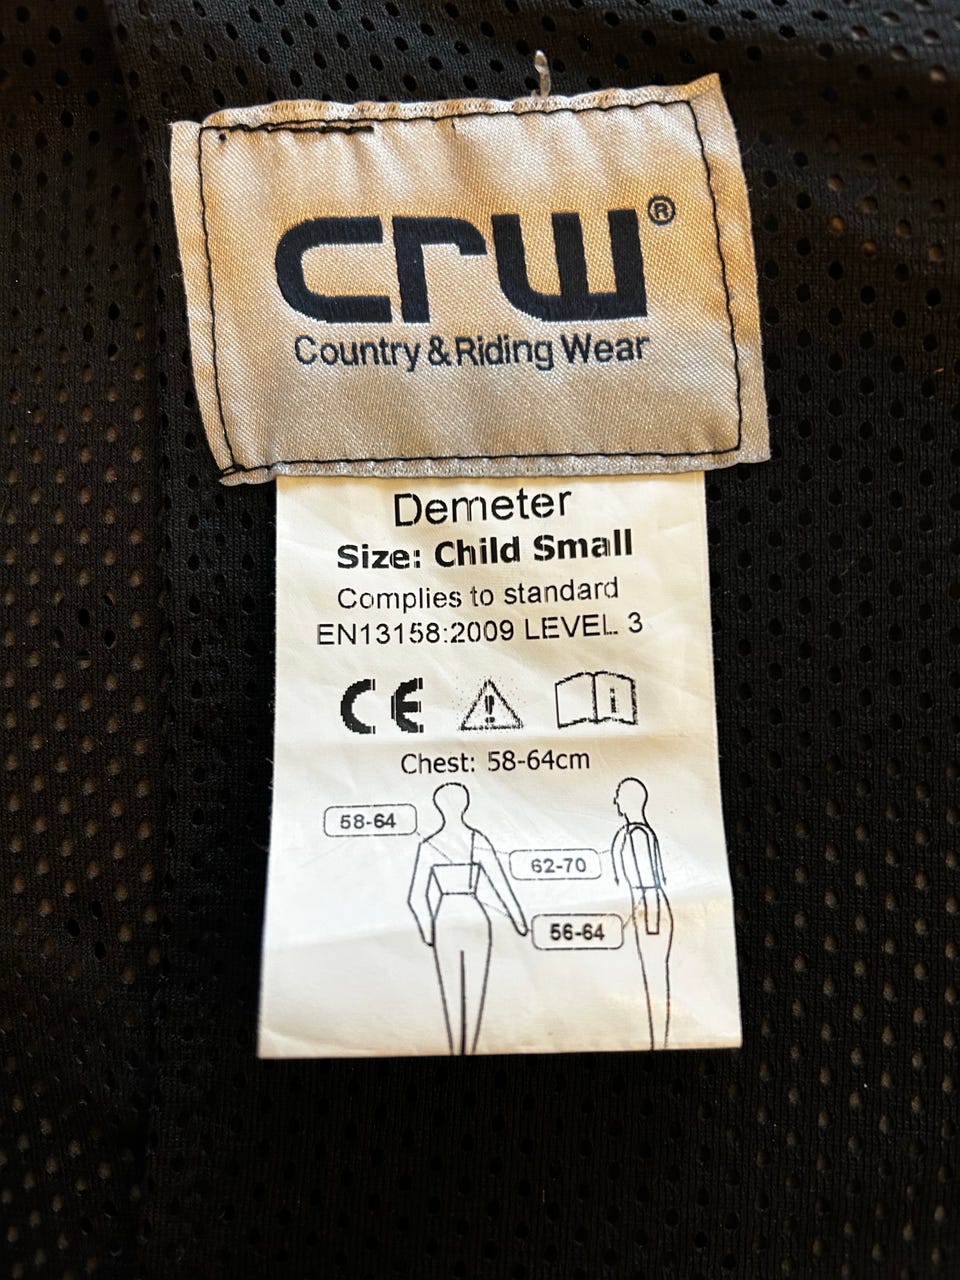 crw®
Country & Riding Wear
Demeter
Size: Child Small
Complies to standard
EN13158:2009 LEVEL 3
CE
i
Chest: 58-64cm
58-64
62-70
56-64